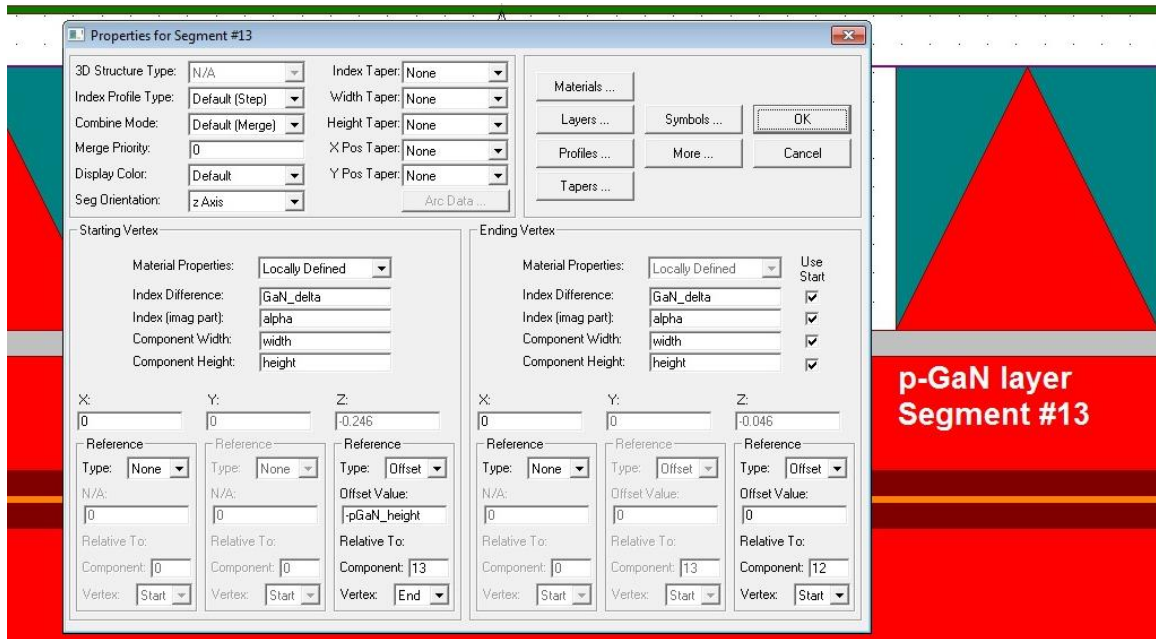 Properties for Segment #13
3D Structure Type: N/A Index Taper: None
Index Profile Type: Default (Step) Width Taper: None
Combine Mode: Default (Merge) Height Taper: None
Merge Priority: 0 X Pos Taper: None
Display Color: Default Y Pos Taper: None
Seg Orientation: z Axis Arc Data ...
Materials ...
Layers ... Symbols ... OK
Profiles ... More ... Cancel
Tapers ...
Starting Vertex
Material Properties: Locally Defined
Index Difference: GaN_delta
Index (imag part): alpha
Component Width: width
Component Height: height
X: Y: Z:
0 0 -0.246
Reference Reference Reference
Type: None Type: None Type: Offset
N/A: N/A: Offset Value:
0 0 -pGaN_height
Relative To: Relative To: Relative To:
Component: 0 Component: 0 Component: 13
Vertex: Start Vertex: Start Vertex: End
Ending Vertex
Material Properties: Locally Defined Use Start
Index Difference: GaN_delta
Index (imag part): alpha
Component Width: width
Component Height: height
X: Y: Z:
0 0 -0.046
Reference Reference Reference
Type: None Type: Offset Type: Offset
N/A: Offset Value: Offset Value:
0 0 0
Relative To: Relative To: Relative To:
Component: 0 Component: 13 Component: 12
Vertex: Start Vertex: Start Vertex: Start
p-GaN layer
Segment #13